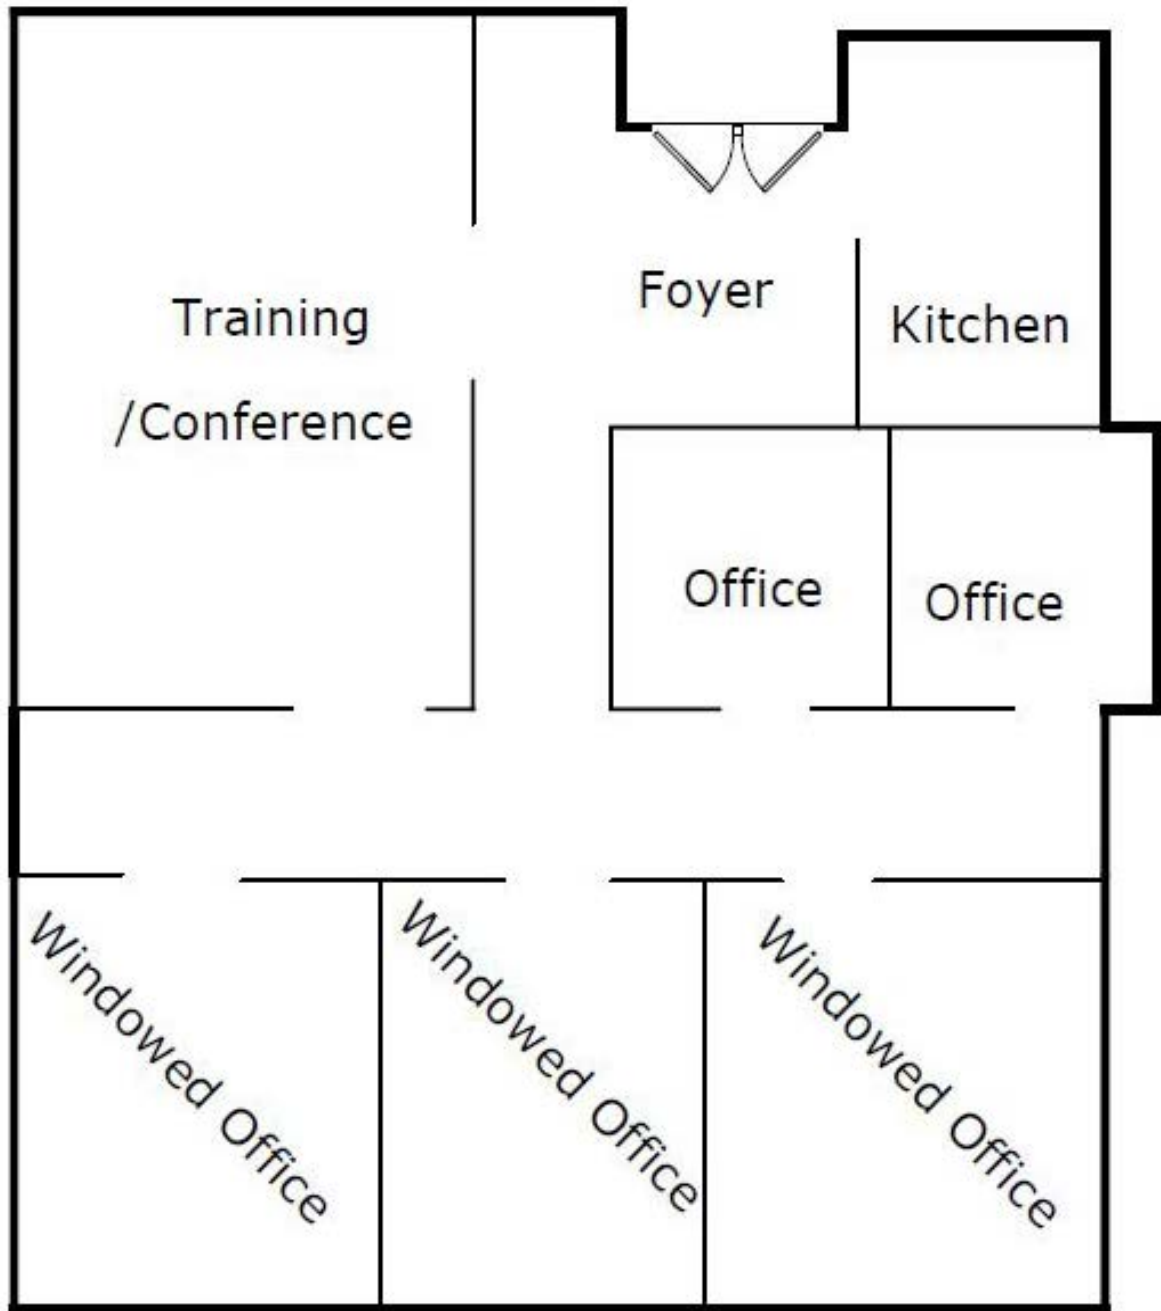 Foyer
Training
/Conference
Kitchen
Office
Office
Windowed Office
Windowed Office
Windowed Office